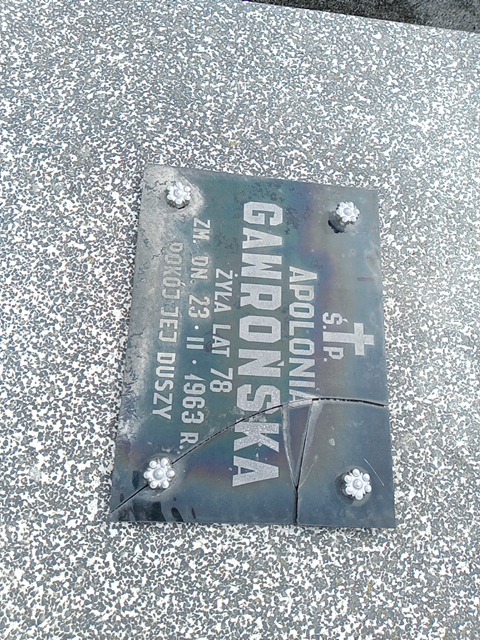 Ś.P.
APOLONIA
GAWROŃSKA
ŻYŁA LAT 78
ZM. DN. 23·II·1963 R.
POKÓJ JEJ DUSZY